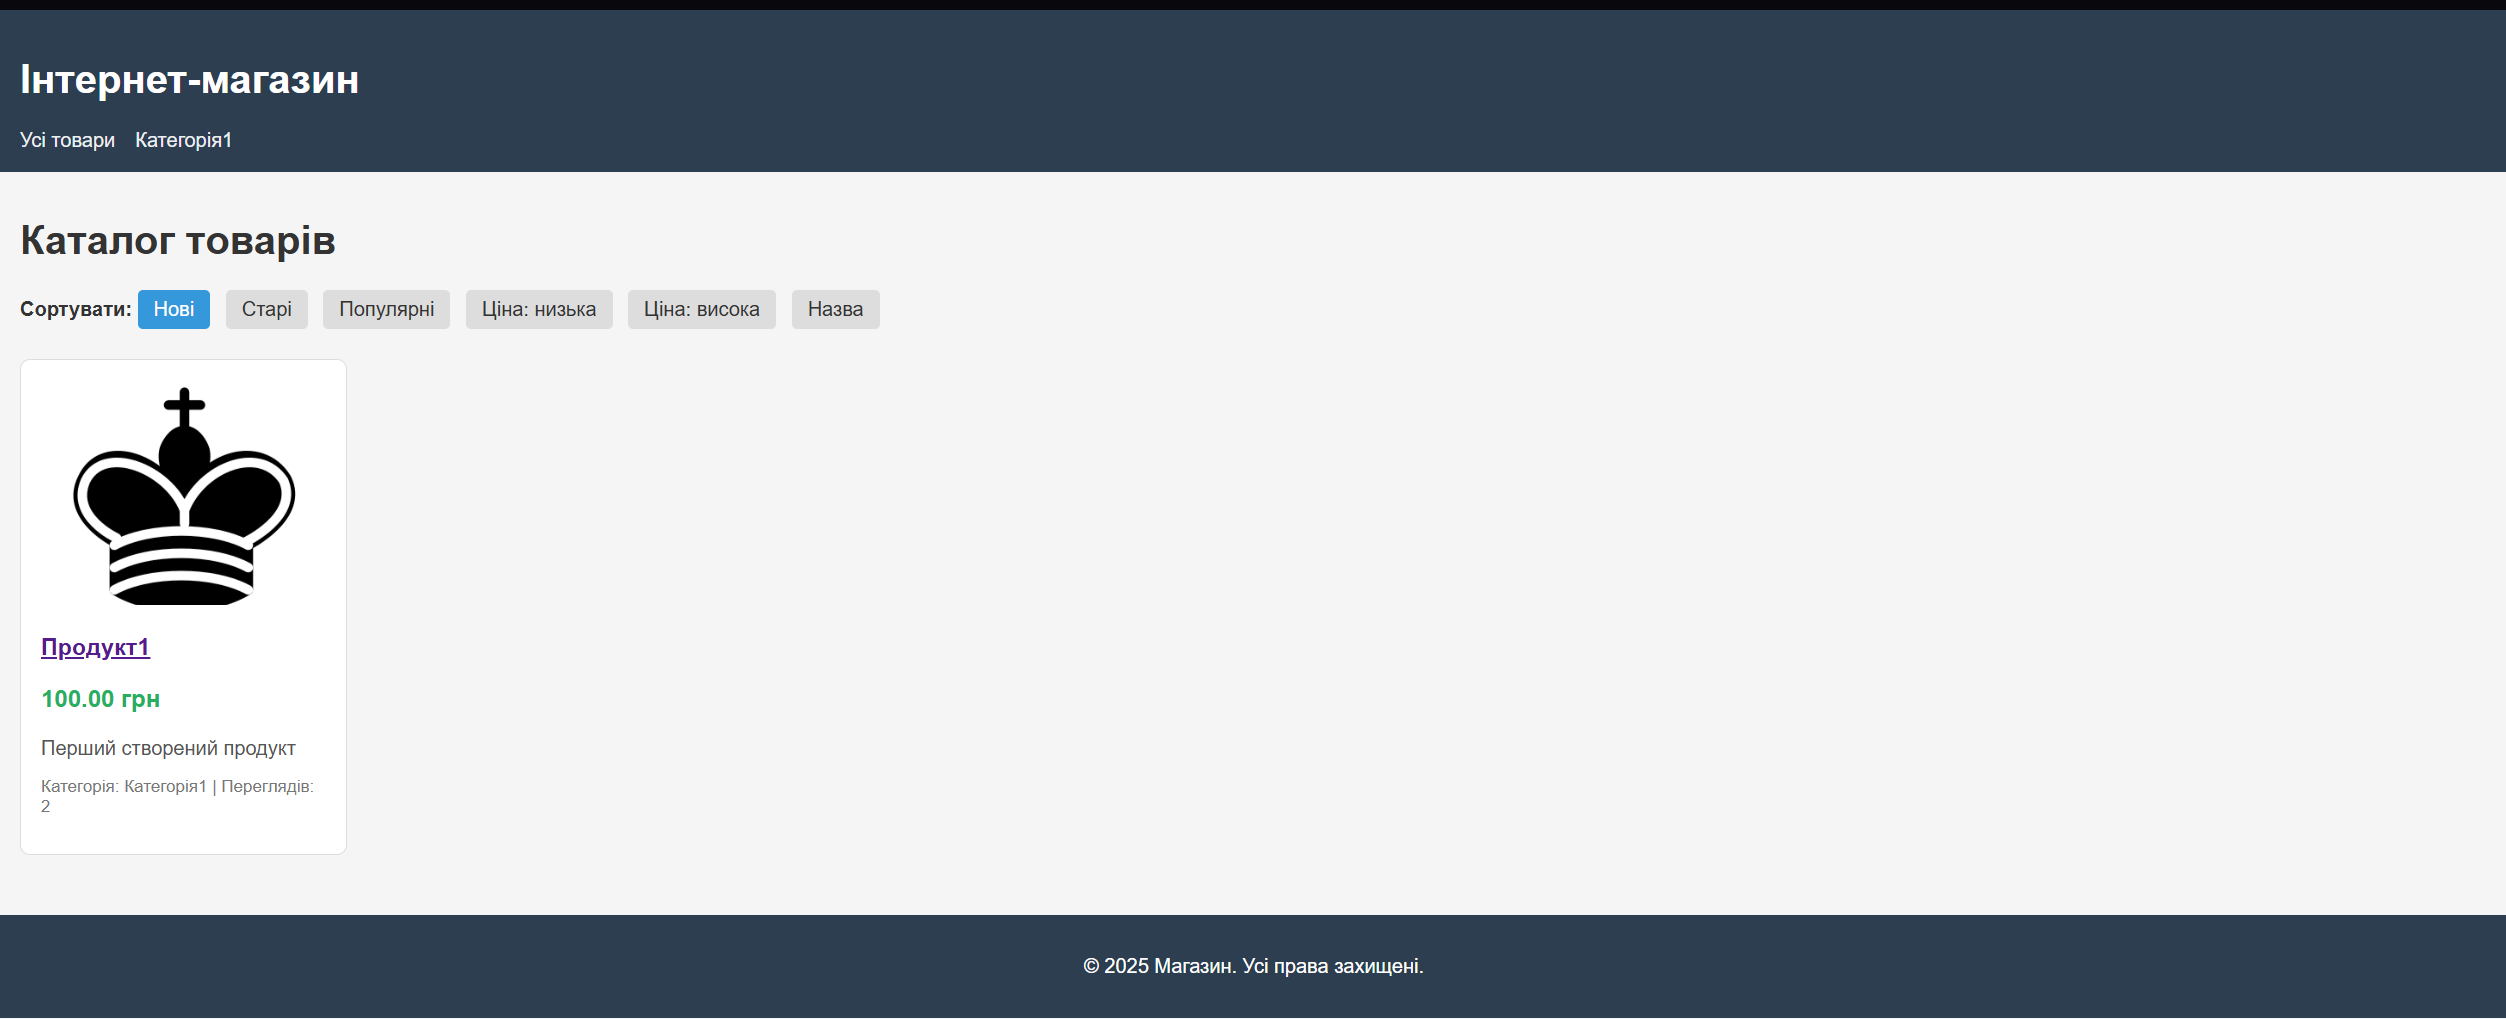 Інтернет-магазин
Усі товари Категорія1
Каталог товарів
Сортувати: Нові Старі Популярні Ціна: низька Ціна: висока Назва
Продукт1
100.00 грн
Перший створений продукт
Категорія: Категорія1 | Переглядів:
2
© 2025 Магазин. Усі права захищені.